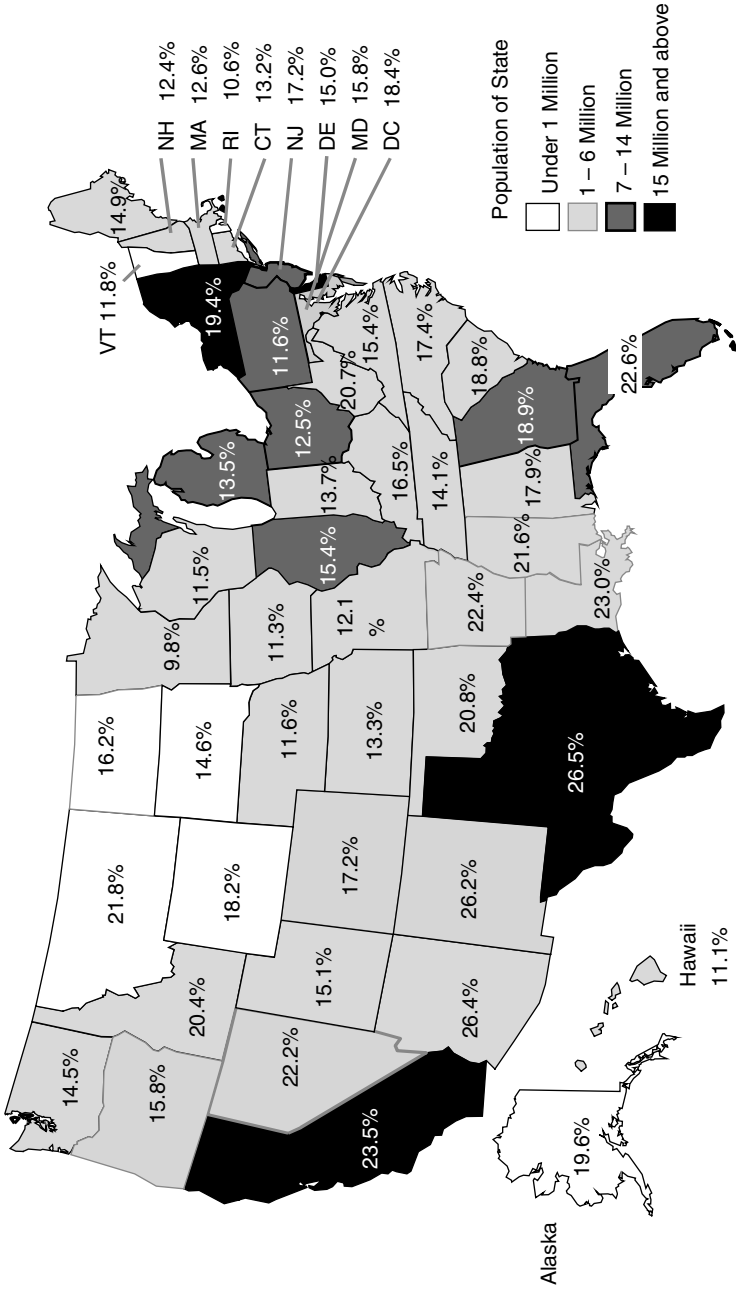 14.5%
15.8%
23.5%
22.2%
20.4%
21.8%
18.2%
15.1%
26.4%
17.2%
26.2%
16.2%
14.6%
11.6%
13.3%
20.8%
26.5%
9.8%
11.3%
12.1
%
22.4%
23.0%
11.5%
15.4%
21.6%
13.5%
13.7%
12.5%
16.5%
14.1%
17.9%
18.9%
22.6%
20.7%
15.4%
17.4%
18.8%
11.6%
19.4%
VT 11.8%
14.9%
NH 12.4%
MA 12.6%
RI 10.6%
CT 13.2%
NJ 17.2%
DE 15.0%
MD 15.8%
DC 18.4%
Alaska
19.6%
Hawaii
11.1%
Population of State
Under 1 Million
1 – 6 Million
7 – 14 Million
15 Million and above